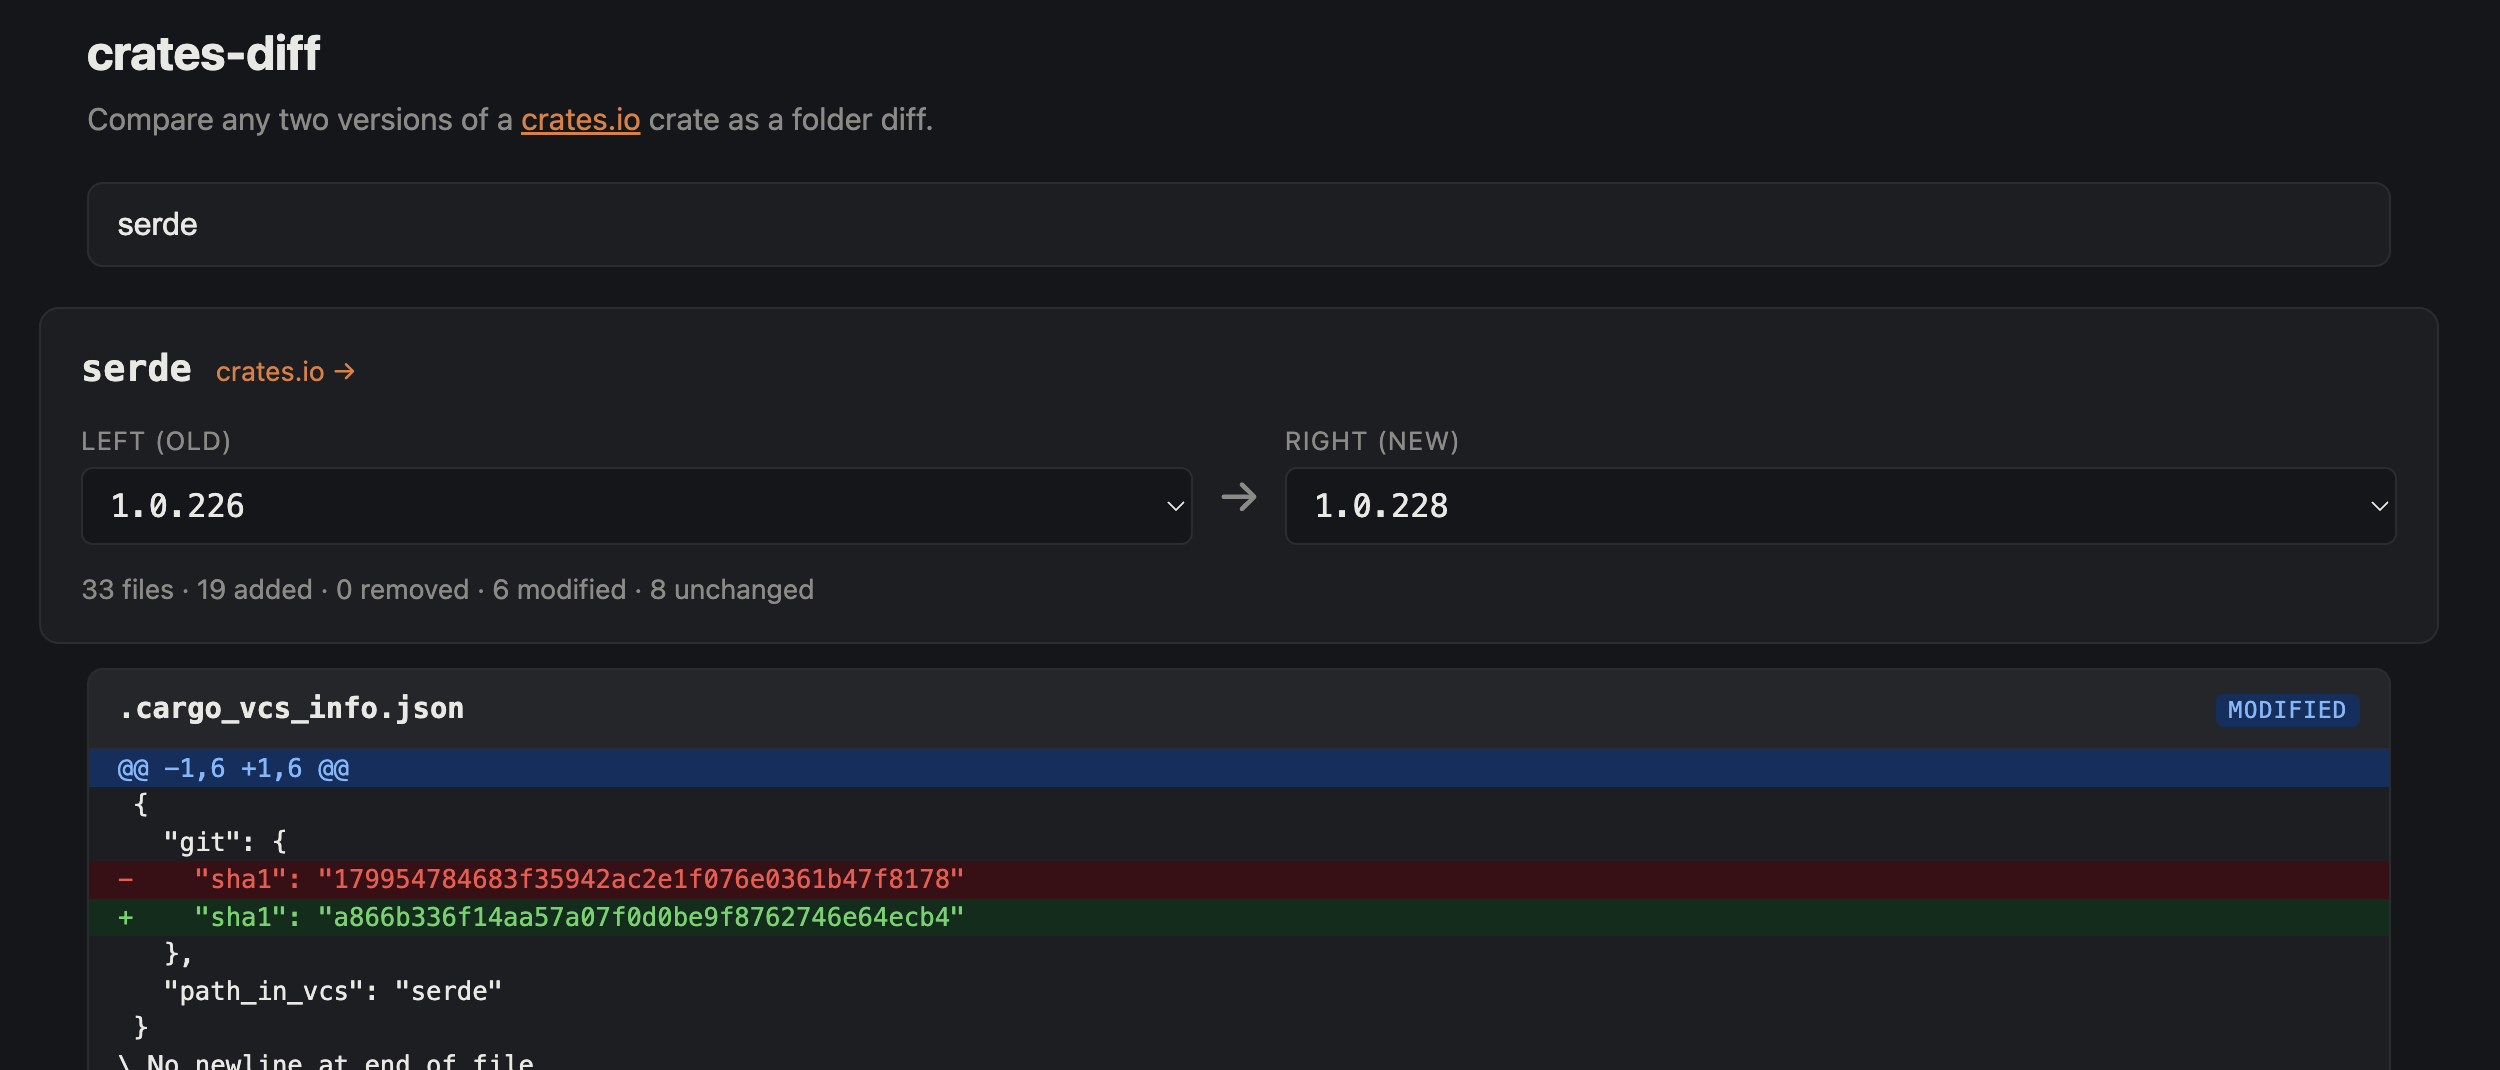 crates-diff
Compare any two versions of a crates.io crate as a folder diff.
serde
serde crates.io →
LEFT (OLD)
1.0.226
→
RIGHT (NEW)
1.0.228
33 files · 19 added · 0 removed · 6 modified · 8 unchanged
.cargo_vcs_info.json
MODIFIED
@@ −1,6 +1,6 @@
{
"git": {
− "sha1": "179954784683f35942ac2e1f076e0361b47f8178"
+ "sha1": "a866b336f14aa57a07f0d0be9f8762746e64ecb4"
},
"path_in_vcs": "serde"
}
\ No newline at end of file